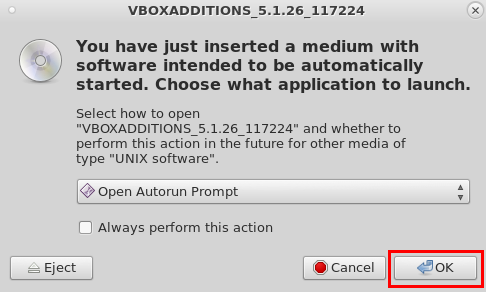 VBOXADDITIONS_5.1.26_117224
You have just inserted a medium with
software intended to be automatically
started. Choose what application to launch.
Select how to open
"VBOXADDITIONS_5.1.26_117224" and whether to
perform this action in the future for other media of
type "UNIX software".
Open Autorun Prompt
Always perform this action
Eject
Cancel
OK